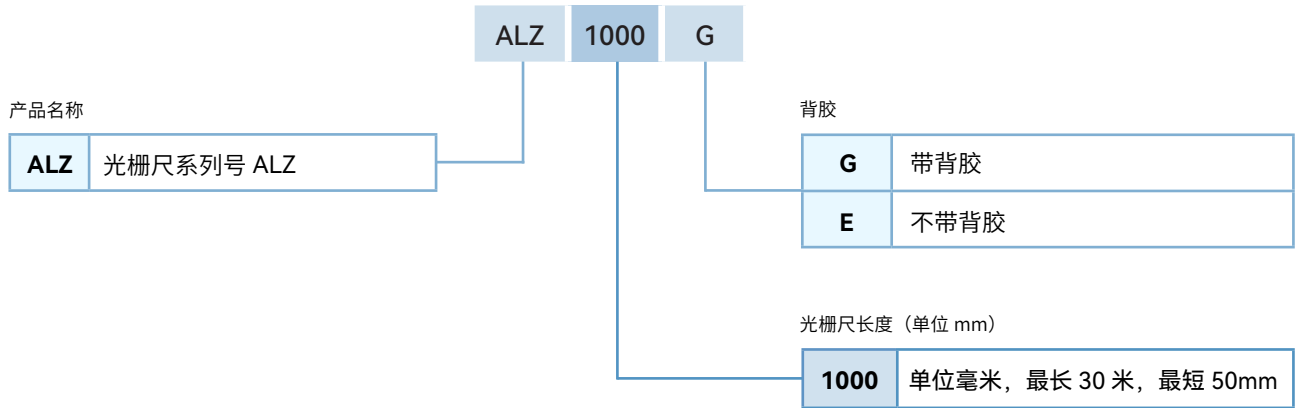 ALZ 1000 G
产品名称
ALZ 光栅尺系列号 ALZ
背胶
G 带背胶
E 不带背胶
光栅尺长度（单位 mm）
1000 单位毫米，最长 30 米，最短 50mm